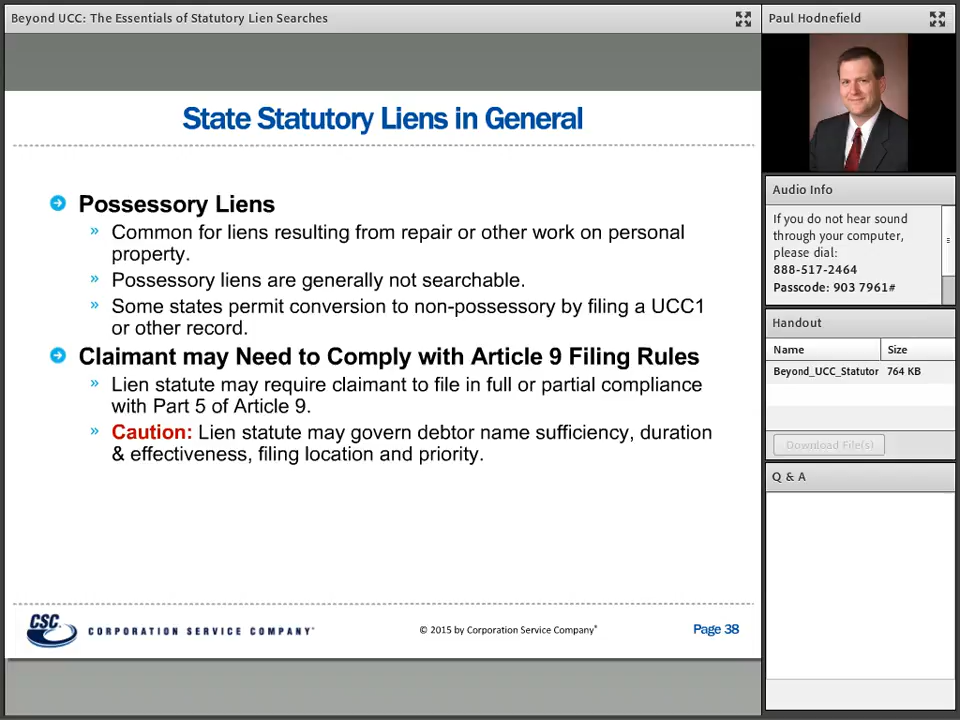 Beyond UCC: The Essentials of Statutory Lien Searches
State Statutory Liens in General
Possessory Liens
» Common for liens resulting from repair or other work on personal
property.
» Possessory liens are generally not searchable.
» Some states permit conversion to non-possessory by filing a UCC1
or other record.
Claimant may Need to Comply with Article 9 Filing Rules
» Lien statute may require claimant to file in full or partial compliance
with Part 5 of Article 9.
» Caution: Lien statute may govern debtor name sufficiency, duration
& effectiveness, filing location and priority.
CSC. CORPORATION SERVICE COMPANY®
© 2015 by Corporation Service Company®
Page 38
Paul Hodnefield
Audio Info
If you do not hear sound
through your computer,
please dial:
888-517-2464
Passcode: 903 7961#
Handout
Name Size
Beyond_UCC_Statutor 764 KB
Download File(s)
Q & A